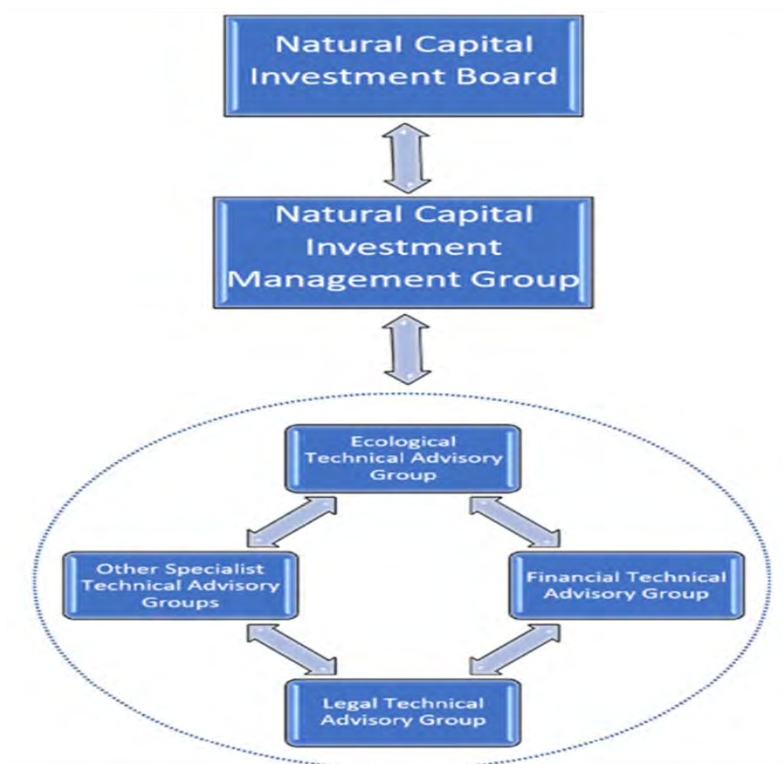 Natural Capital
Investment Board
Natural Capital
Investment
Management Group
Ecological
Technical Advisory
Group
Other Specialist
Technical Advisory
Groups
Financial Technical
Advisory Group
Legal Technical
Advisory Group